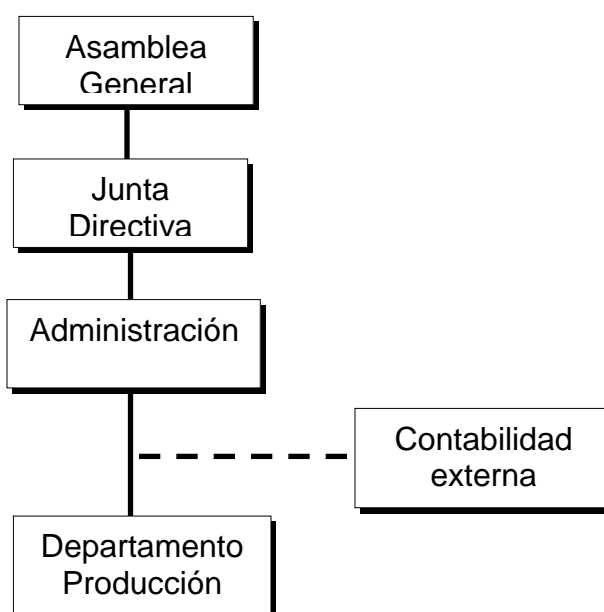 Asamblea
General
Junta
Directiva
Administración
Contabilidad
externa
Departamento
Producción